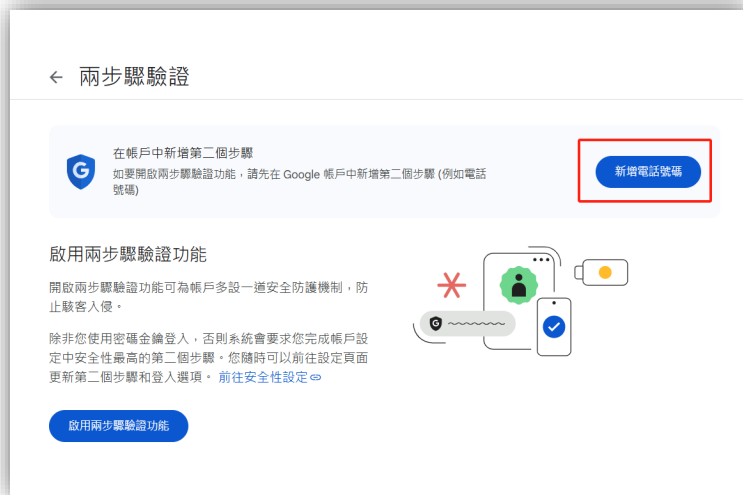 兩步驟驗證
在帳戶中新增第二個步驟
如要開啟兩步驟驗證功能,請先在 Google 帳戶中新增第二個步驟 (例如電話
號碼)
新增電話號碼
啟用兩步驟驗證功能
開啟兩步驟驗證功能可為帳戶多設一道安全防護機制,防
止駭客入侵。
除非您使用密碼金鑰登入,否則系統會要求您完成帳戶設
定中安全性最高的第二個步驟。您隨時可以前往設定頁面
更新第二個步驟和登入選項。 前往安全性設定
啟用兩步驟驗證功能